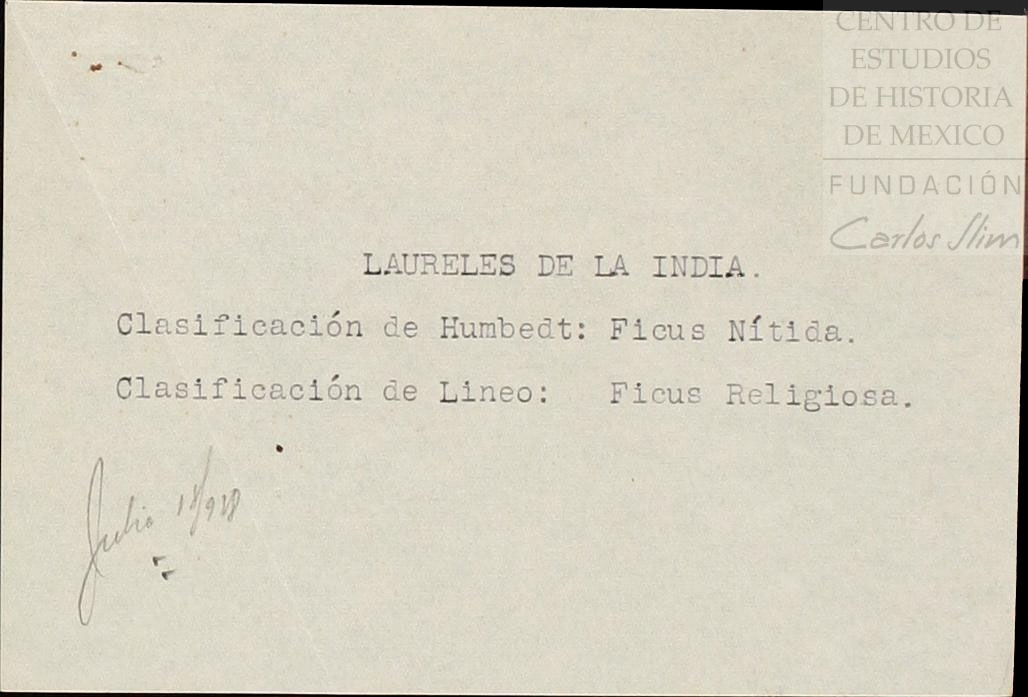 CENTRO DE
ESTUDIOS
DE HISTORIA
DE MEXICO
FUNDACIÓN
Carlos Slim
LAURELES DE LA INDIA.
Clasificación de Humbedt: Ficus Nítida.
Clasificación de Lineo: Ficus Religiosa.
Julio